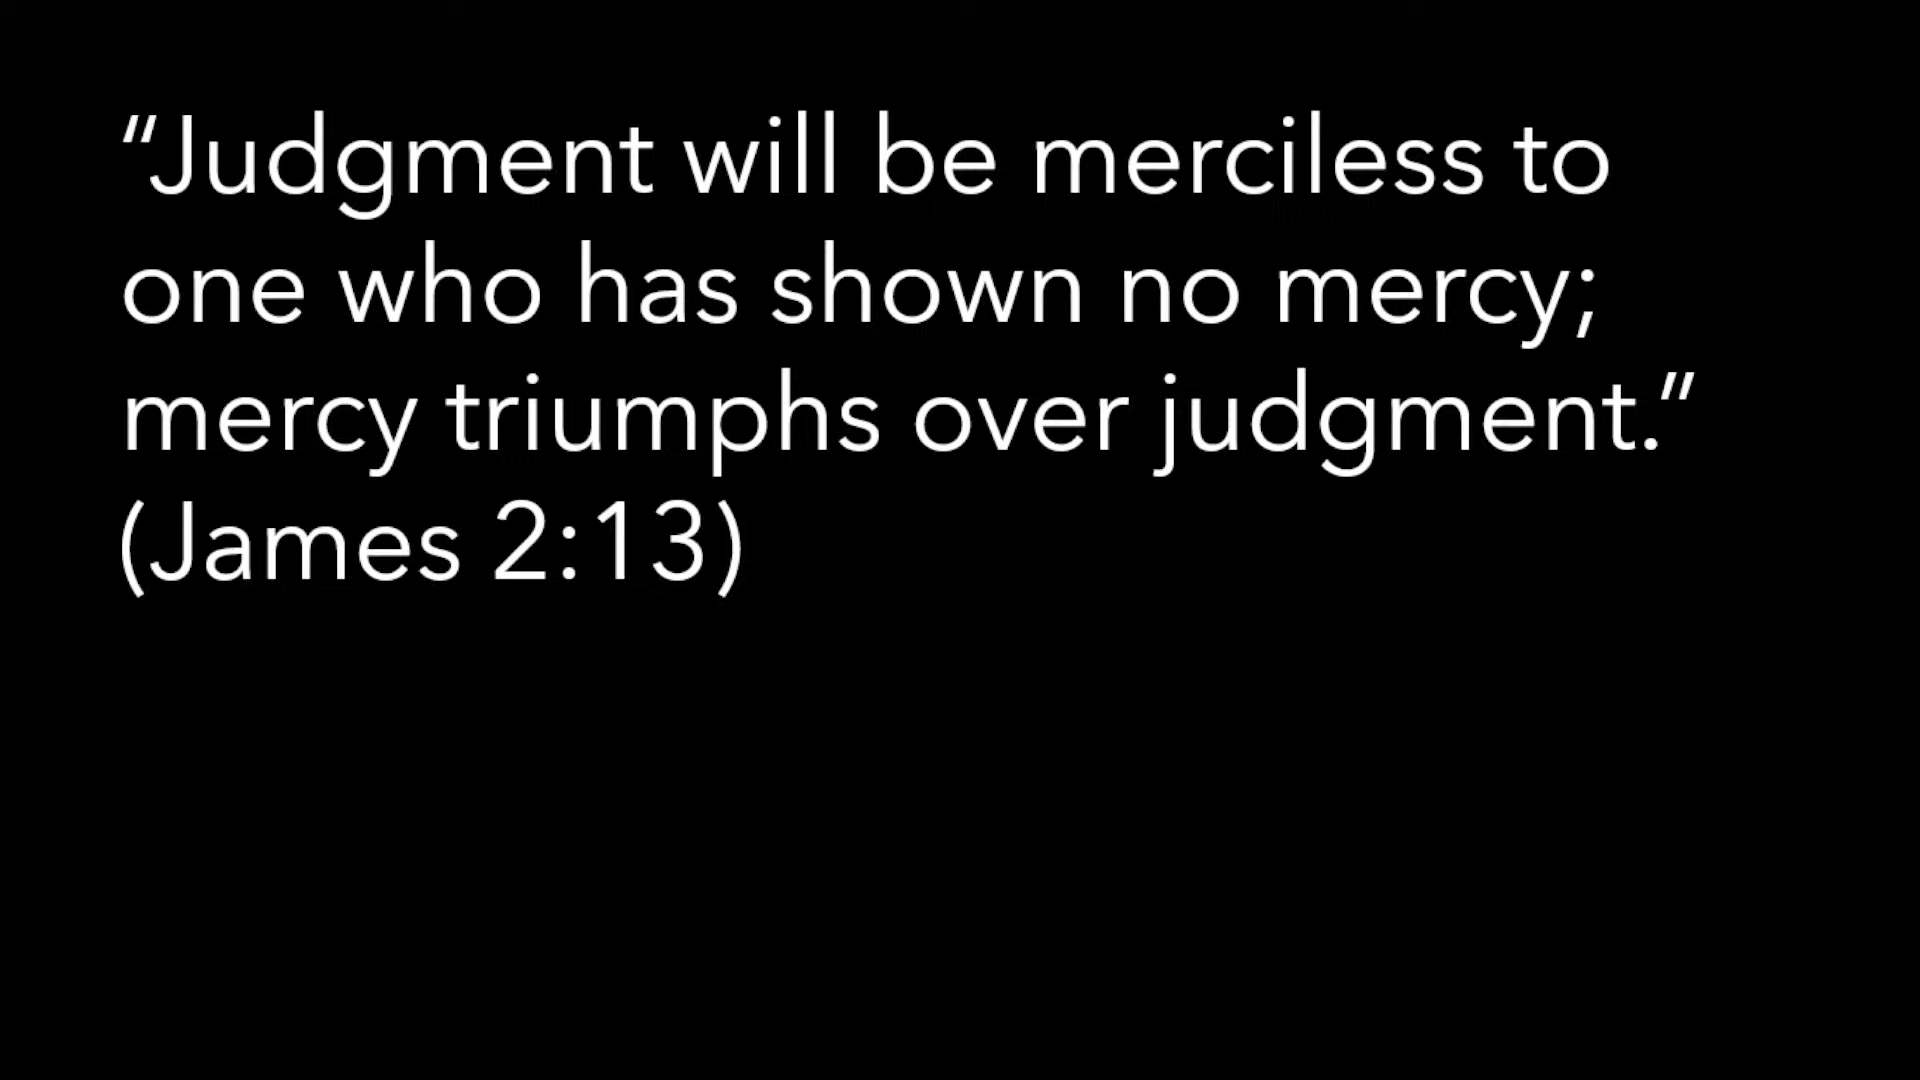 “Judgment will be merciless to
one who has shown no mercy;
mercy triumphs over judgment.”
(James 2:13)